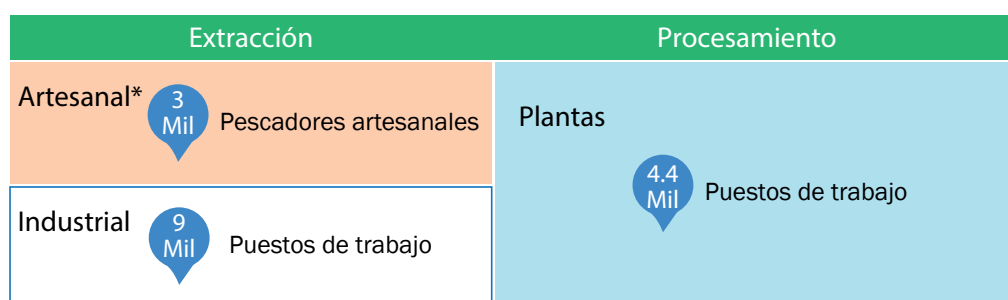 Extracción
Procesamiento
Artesanal*
3
Mil
Pescadores artesanales
Industrial
9
Mil
Puestos de trabajo
Plantas
4.4
Mil
Puestos de trabajo